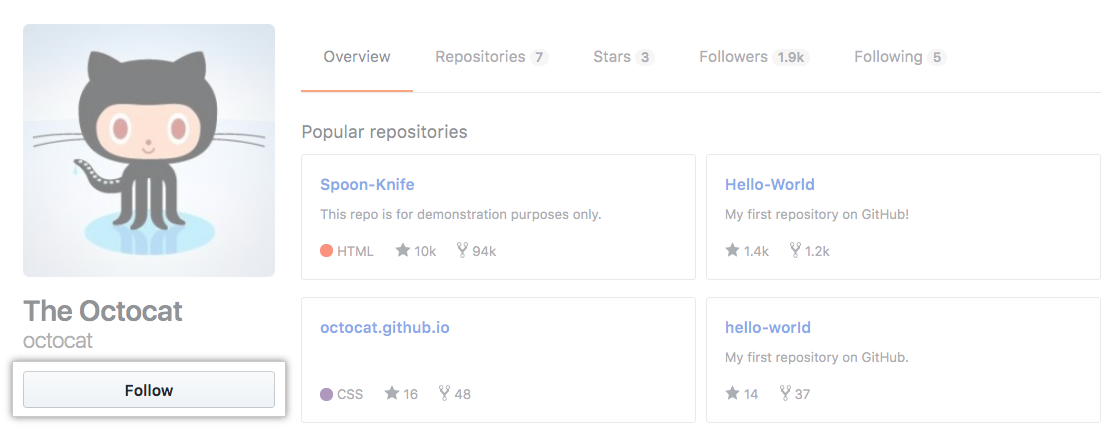 Overview Repositories 7 Stars 3 Followers 1.9k Following 5
Popular repositories
Spoon-Knife
This repo is for demonstration purposes only.
HTML 10k 94k
Hello-World
My first repository on GitHub!
1.4k 1.2k
octocat.github.io
CSS 16 48
hello-world
My first repository on GitHub.
14 37
The Octocat
octocat
Follow